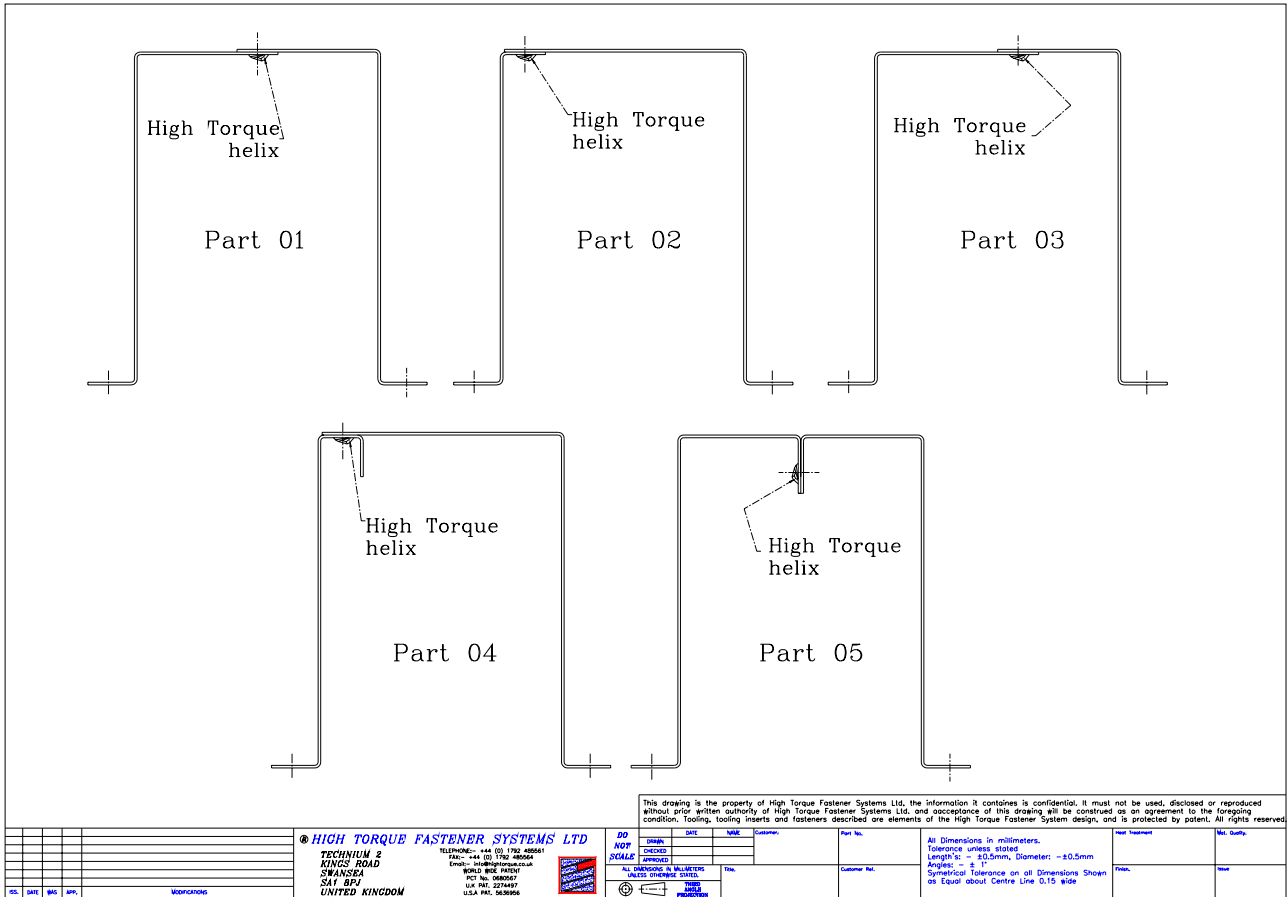 High Torque
helix
High Torque
helix
High Torque
helix
Part 01
Part 02
Part 03
High Torque
helix
High Torque
helix
Part 04
Part 05
This drawing is the property of High Torque Fastener Systems Ltd, the information it containes is confidential. It must not be used, disclosed or reproduced
without prior written authority of High Torque Fastener Systems Ltd. and aacceptance of this drawing will be construed as an agreement to the foregoing
condition. Tooling, tooling inserts and fasteners described are elements of the High Torque Fastener System design, and is protected by patent. All rights reserved.
ISS. DATE WAS APP. MODIFICATIONS
® HIGH TORQUE FASTENER SYSTEMS LTD
TECHNIUM 2
KINGS ROAD
SWANSEA
SA1 8PJ
UNITED KINGDOM
TELEPHONE:- +44 (0) 1792 485561
FAX:- +44 (0) 1792 485564
Email:- info@hightorque.co.uk
WORLD WIDE PATENT
PCT No. 0680567
U.K PAT. 2274497
U.S.A PAT. 5636956
DO
NOT
SCALE
DATE NAME
DRAWN
CHECKED
APPROVED
ALL DIMENSIONS IN MILLIMETERS
UNLESS OTHERWISE STATED.
THIRD
ANGLE
PROJECTION
Customer.
Title.
Part No.
Customer Ref.
All Dimensions in millimeters.
Tolerance unless stated
Length's: - ±0.5mm, Diameter: -±0.5mm
Angles: - ± 1°
Symetrical Tolerance on all Dimensions Shown
as Equal about Centre Line 0.15 wide
Heat Treatment
Finish.
Mat. Quality.
Issue